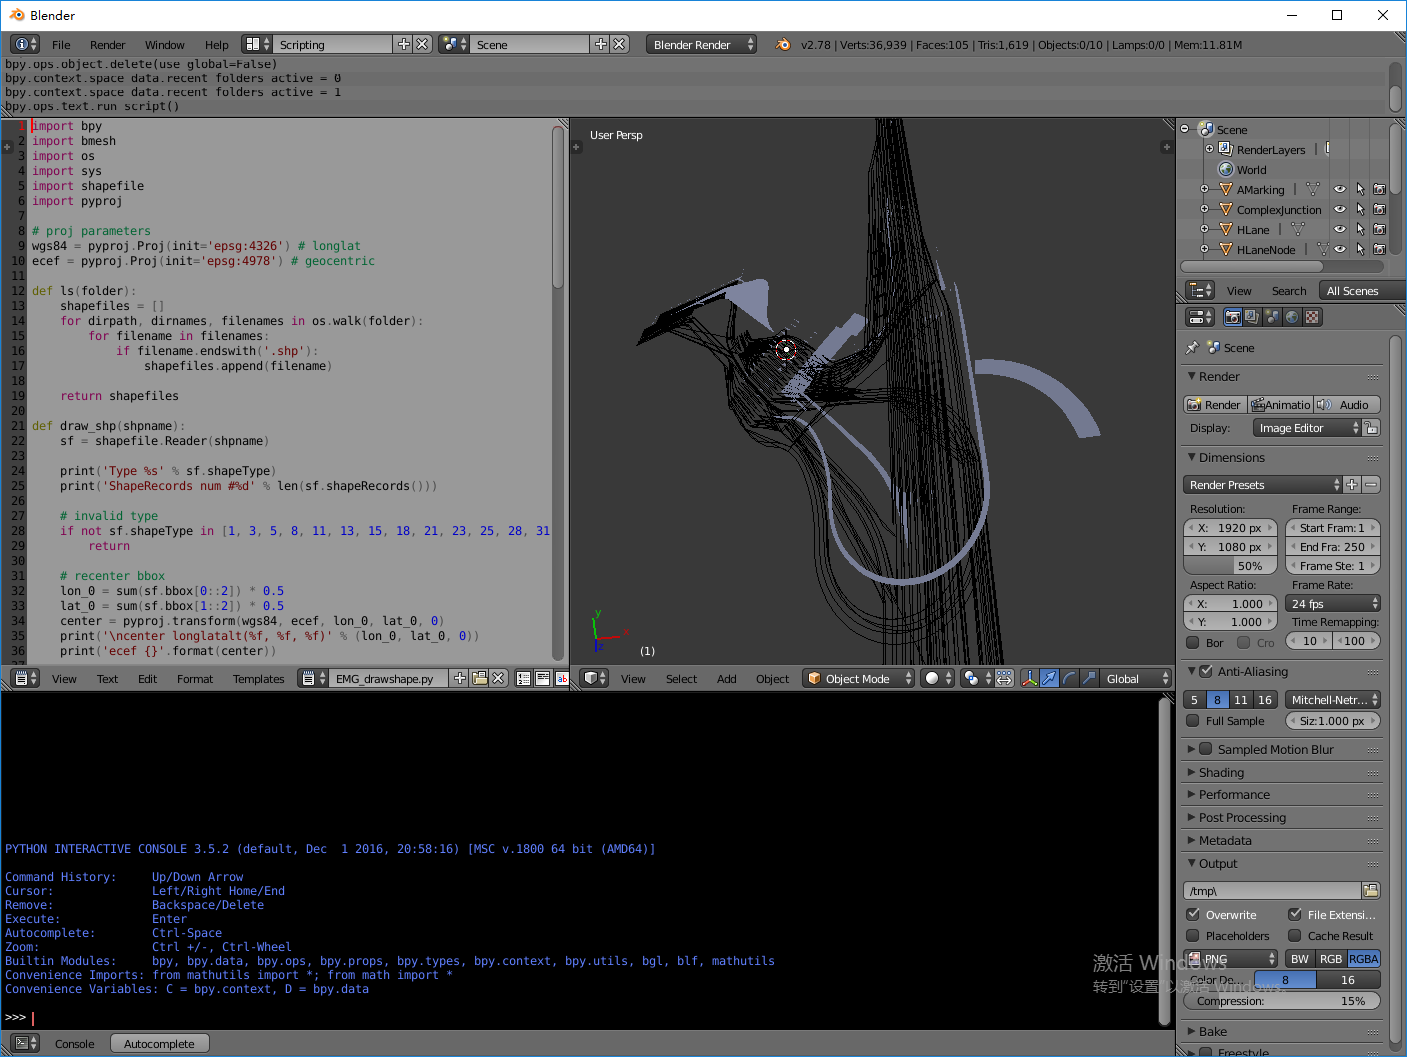 Blender
File Render Window Help Scripting Scene Blender Render v2.78 | Verts:36,939 | Faces:105 | Tris:1,619 | Objects:0/10 | Lamps:0/0 | Mem:11.81M
bpy.ops.object.delete(use_global=False)
bpy.context.space_data.recent_folders_active = 0
bpy.context.space_data.recent_folders_active = 1
bpy.ops.text.run_script()
1 import bpy
2 import bmesh
3 import os
4 import sys
5 import shapefile
6 import pyproj
7
8 # proj parameters
9 wgs84 = pyproj.Proj(init='epsg:4326') # longlat
10 ecef = pyproj.Proj(init='epsg:4978') # geocentric
11
12 def ls(folder):
13 shapefiles = []
14 for dirpath, dirnames, filenames in os.walk(folder):
15 for filename in filenames:
16 if filename.endswith('.shp'):
17 shapefiles.append(filename)
18
19 return shapefiles
20
21 def draw_shp(shpname):
22 sf = shapefile.Reader(shpname)
23
24 print('Type %s' % sf.shapeType)
25 print('ShapeRecords num #%d' % len(sf.shapeRecords()))
26
27 # invalid type
28 if not sf.shapeType in [1, 3, 5, 8, 11, 13, 15, 18, 21, 23, 25, 28, 31
29 return
30
31 # recenter bbox
32 lon_0 = sum(sf.bbox[0::2]) * 0.5
33 lat_0 = sum(sf.bbox[1::2]) * 0.5
34 center = pyproj.transform(wgs84, ecef, lon_0, lat_0, 0)
35 print('\ncenter longlatalt(%f, %f, %f)' % (lon_0, lat_0, 0))
36 print('ecef {}'.format(center))
View Text Edit Format Templates EMG_drawshape.py
User Persp
y
x
z
(1)
View Select Add Object Object Mode Global
Scene
RenderLayers |
World
AMarking |
ComplexJunction
HLane |
HLaneNode |
View Search All Scenes
Scene
Render
Render Animatio Audio
Display: Image Editor
Dimensions
Render Presets
Resolution: Frame Range:
X: 1920 px Start Fram: 1
Y: 1080 px End Fra: 250
50% Frame Ste: 1
Aspect Ratio: Frame Rate:
X: 1.000 24 fps
Y: 1.000 Time Remapping:
Bor Cro 10 100
Anti-Aliasing
5 8 11 16 Mitchell-Netr...
Full Sample Siz:1.000 px
Sampled Motion Blur
Shading
Performance
Post Processing
Metadata
Output
/tmp\
Overwrite File Extensi...
Placeholders Cache Result
PNG BW RGB RGBA
Color De... 8 16
Compression: 15%
Bake
Freestyle
PYTHON INTERACTIVE CONSOLE 3.5.2 (default, Dec  1 2016, 20:58:16) [MSC v.1800 64 bit (AMD64)]
Command History: Up/Down Arrow
Cursor: Left/Right Home/End
Remove: Backspace/Delete
Execute: Enter
Autocomplete: Ctrl-Space
Zoom: Ctrl +/-, Ctrl-Wheel
Builtin Modules: bpy, bpy.data, bpy.ops, bpy.props, bpy.types, bpy.context, bpy.utils, bgl, blf, mathutils
Convenience Imports: from mathutils import *; from math import *
Convenience Variables: C = bpy.context, D = bpy.data
>>>
激活 Windows
转到"设置"以激活 Windows。
Console Autocomplete